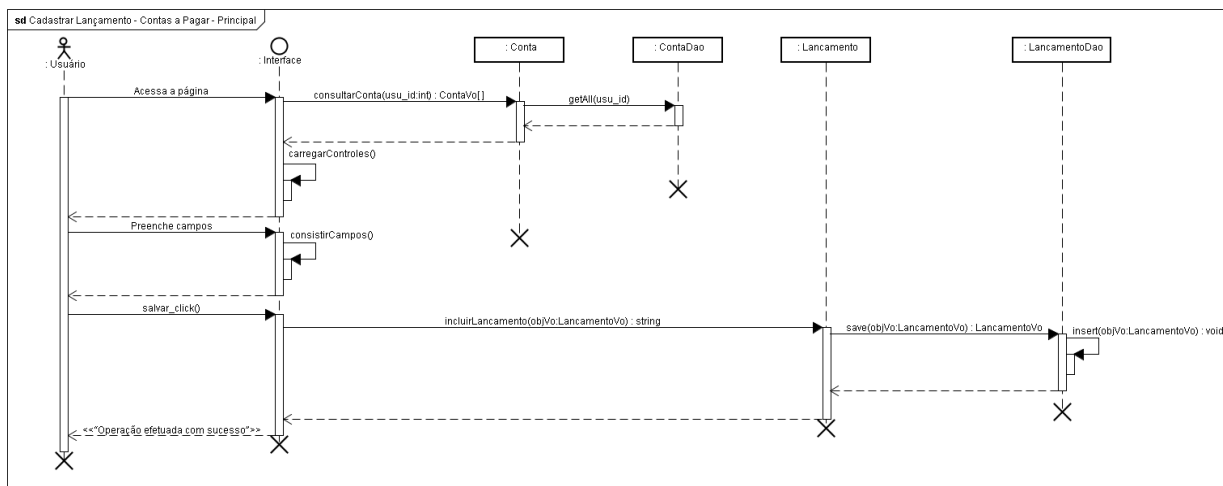 sd Cadastrar Lançamento - Contas a Pagar - Principal
: Usuário
: Interface
: Conta
: ContaDao
: Lancamento
: LancamentoDao
Acessa a página
consultarConta(usu_id:int) : ContaVo[]
getAll(usu_id)
carregarControles()
Preenche campos
consistirCampos()
salvar_click()
incluirLancamento(objVo:LancamentoVo) : string
save(objVo:LancamentoVo) : LancamentoVo
insert(objVo:LancamentoVo) : void
<<"Operação efetuada com sucesso">>